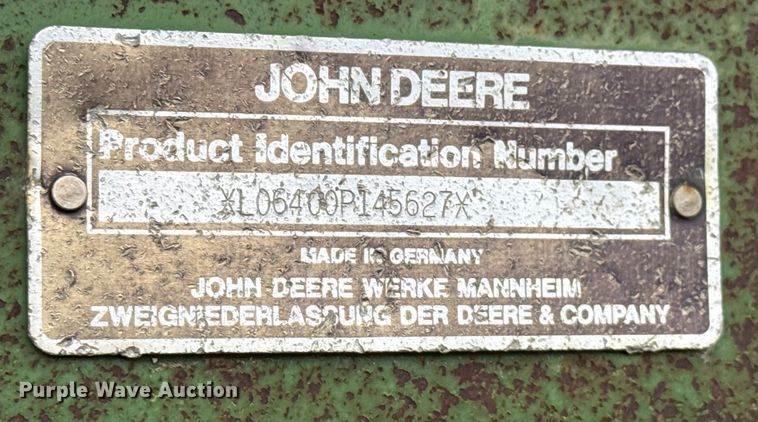 JOHN DEERE
Product Identification Number
*L06400P145627*
MADE IN GERMANY
JOHN DEERE WERKE MANNHEIM
ZWEIGNIEDERLASSUNG DER DEERE & COMPANY
Purple Wave Auction